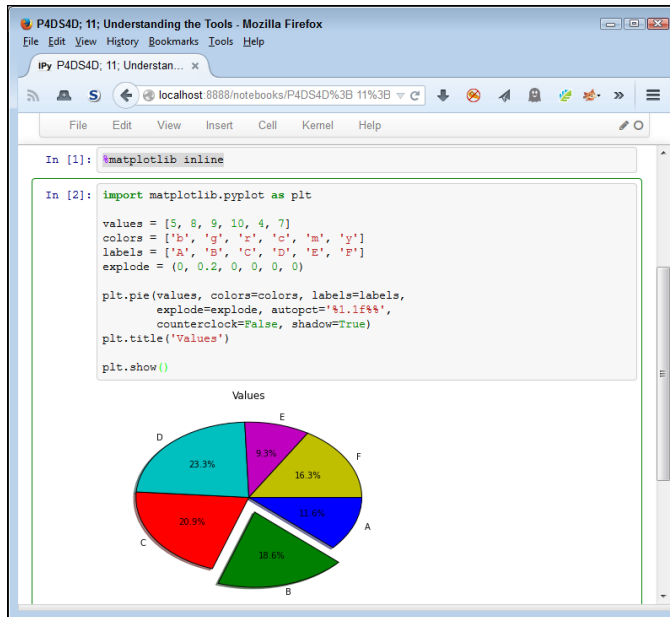 P4DS4D; 11; Understanding the Tools - Mozilla Firefox
File Edit View History Bookmarks Tools Help
IPy P4DS4D; 11; Understan... ×
S localhost:8888/notebooks/P4DS4D%3B 11%3B »
File Edit View Insert Cell Kernel Help
In [1]: %matplotlib inline
In [2]: import matplotlib.pyplot as plt
values = [5, 8, 9, 10, 4, 7]
colors = ['b', 'g', 'r', 'c', 'm', 'y']
labels = ['A', 'B', 'C', 'D', 'E', 'F']
explode = (0, 0.2, 0, 0, 0, 0)
plt.pie(values, colors=colors, labels=labels,
explode=explode, autopct='%1.1f%%',
counterclock=False, shadow=True)
plt.title('Values')
plt.show()
Values
E
D
9.3%
F
23.3%
16.3%
11.6%
20.9%
A
C
18.6%
B